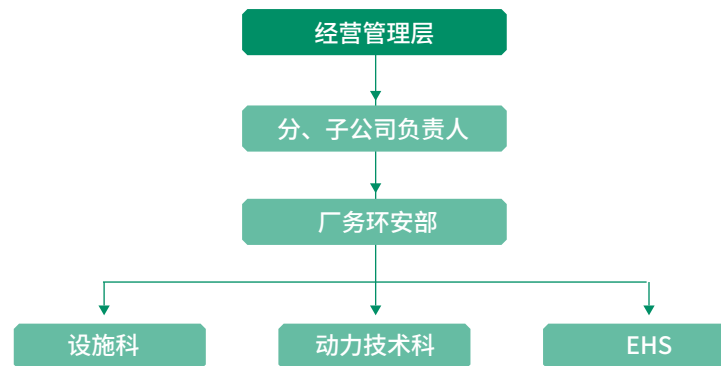 经营管理层
分、子公司负责人
厂务环安部
设施科
动力技术科
EHS